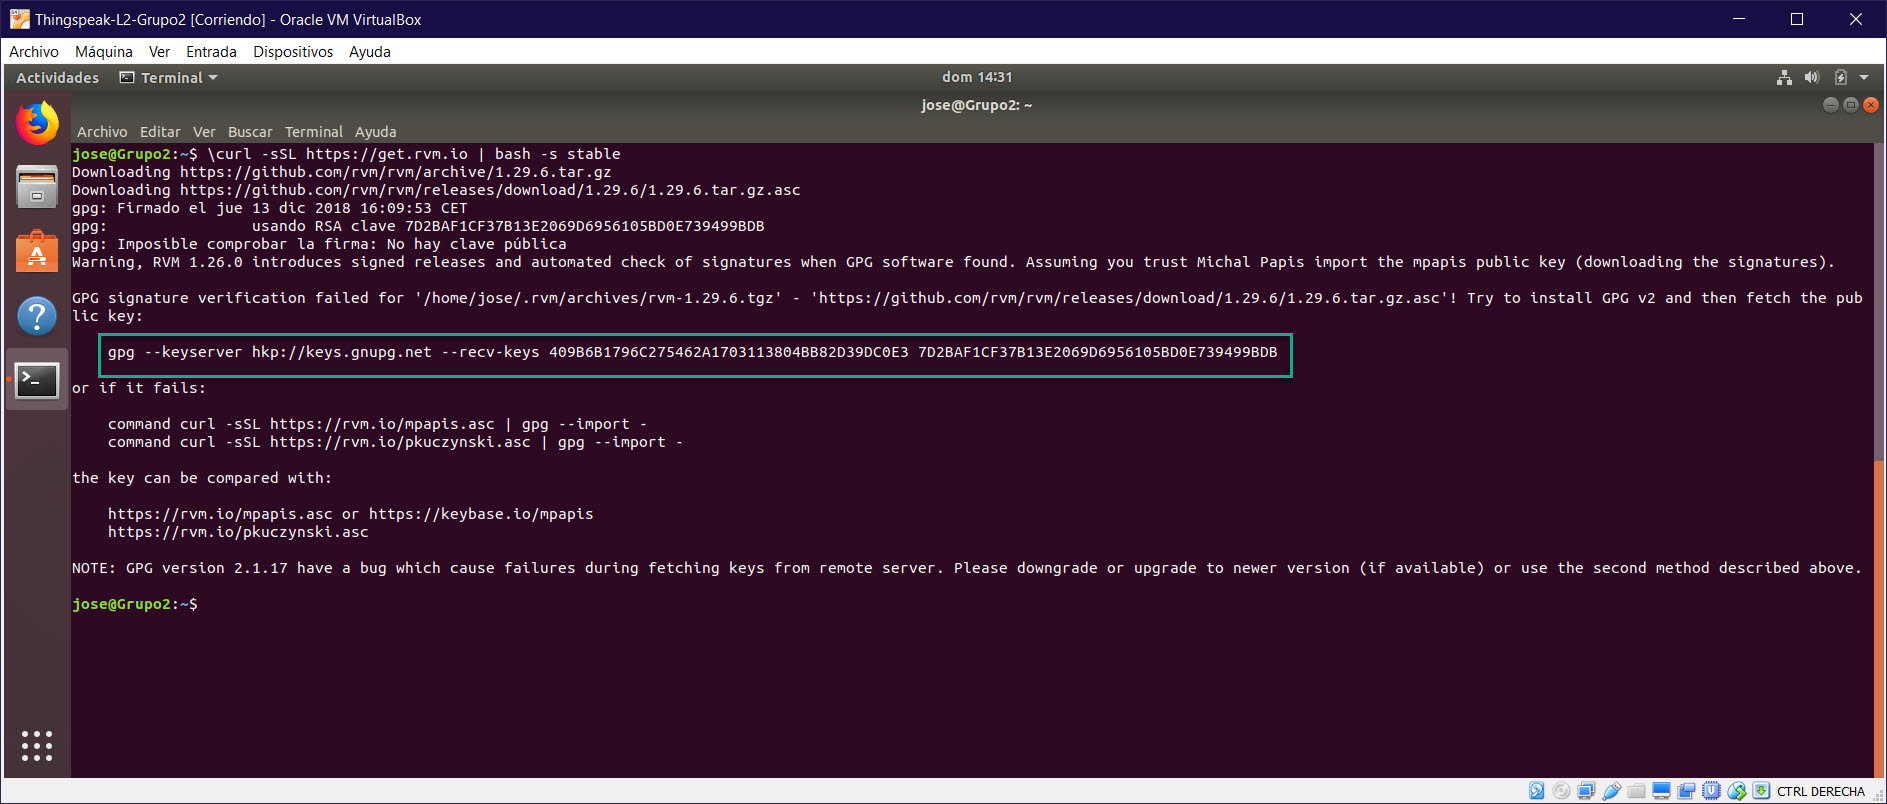 Thingspeak-L2-Grupo2 [Corriendo] - Oracle VM VirtualBox
Archivo Máquina Ver Entrada Dispositivos Ayuda
Actividades Terminal dom 14:31
jose@Grupo2: ~
Archivo Editar Ver Buscar Terminal Ayuda
jose@Grupo2:~$ \curl -sSL https://get.rvm.io | bash -s stable
Downloading https://github.com/rvm/rvm/archive/1.29.6.tar.gz
Downloading https://github.com/rvm/rvm/releases/download/1.29.6/1.29.6.tar.gz.asc
gpg: Firmado el jue 13 dic 2018 16:09:53 CET
gpg:                usando RSA clave 7D2BAF1CF37B13E2069D6956105BD0E739499BDB
gpg: Imposible comprobar la firma: No hay clave pública
Warning, RVM 1.26.0 introduces signed releases and automated check of signatures when GPG software found. Assuming you trust Michal Papis import the mpapis public key (downloading the signatures).
GPG signature verification failed for '/home/jose/.rvm/archives/rvm-1.29.6.tgz' - 'https://github.com/rvm/rvm/releases/download/1.29.6/1.29.6.tar.gz.asc'! Try to install GPG v2 and then fetch the pub
lic key:
gpg --keyserver hkp://keys.gnupg.net --recv-keys 409B6B1796C275462A1703113804BB82D39DC0E3 7D2BAF1CF37B13E2069D6956105BD0E739499BDB
or if it fails:
command curl -sSL https://rvm.io/mpapis.asc | gpg --import -
command curl -sSL https://rvm.io/pkuczynski.asc | gpg --import -
the key can be compared with:
https://rvm.io/mpapis.asc or https://keybase.io/mpapis
https://rvm.io/pkuczynski.asc
NOTE: GPG version 2.1.17 have a bug which cause failures during fetching keys from remote server. Please downgrade or upgrade to newer version (if available) or use the second method described above.
jose@Grupo2:~$
CTRL DERECHA